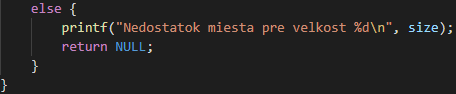 else {
printf("Nedostatok miesta pre velkost %d\n", size);
return NULL;
}
}